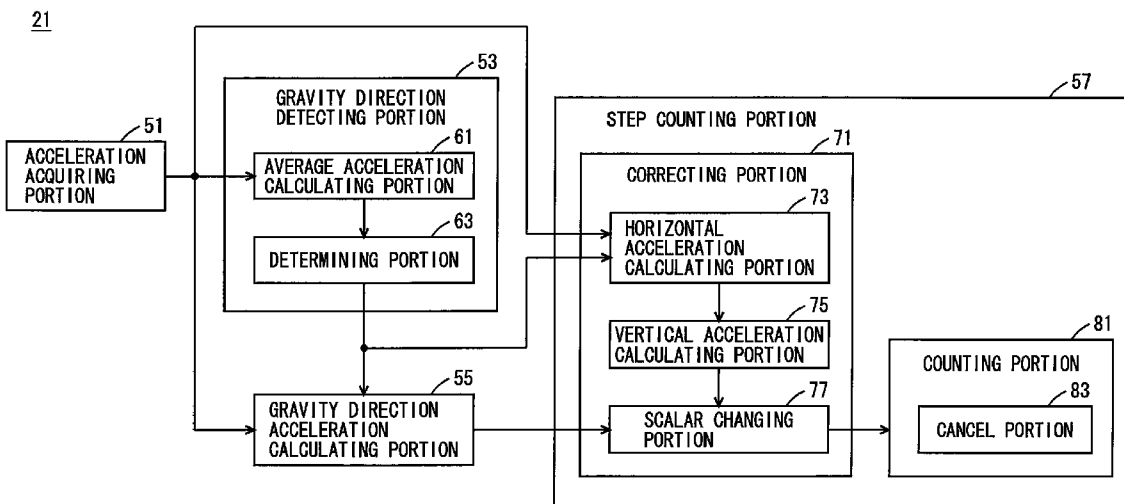 21
53
57
GRAVITY DIRECTION
DETECTING PORTION
STEP COUNTING PORTION
51
61
71
ACCELERATION
ACQUIRING
PORTION
AVERAGE ACCELERATION
CALCULATING PORTION
CORRECTING PORTION
63
73
DETERMINING PORTION
HORIZONTAL
ACCELERATION
CALCULATING PORTION
75
81
VERTICAL ACCELERATION
CALCULATING PORTION
COUNTING PORTION
55
77
83
GRAVITY DIRECTION
ACCELERATION
CALCULATING PORTION
SCALAR CHANGING
PORTION
CANCEL PORTION